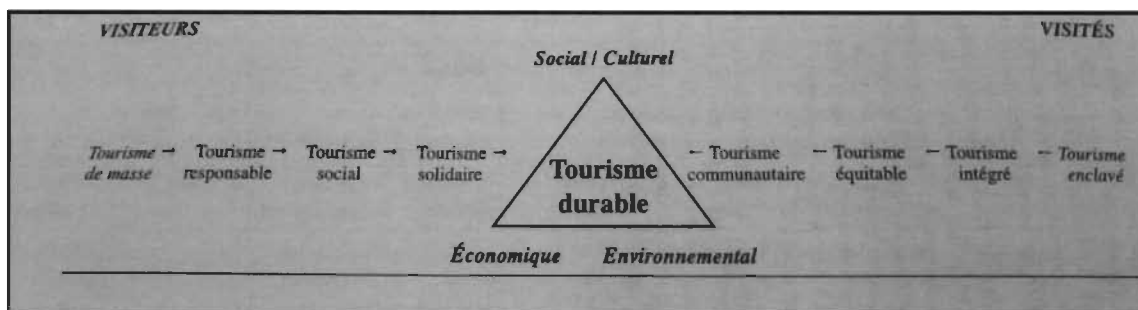 VISITEURS VISITÉS
Social / Culturel
Tourisme → Tourisme → Tourisme → Tourisme → ← Tourisme ← Tourisme ← Tourisme ← Tourisme
de masse responsable social solidaire communautaire équitable intégré enclavé
Tourisme
durable
Économique Environnemental